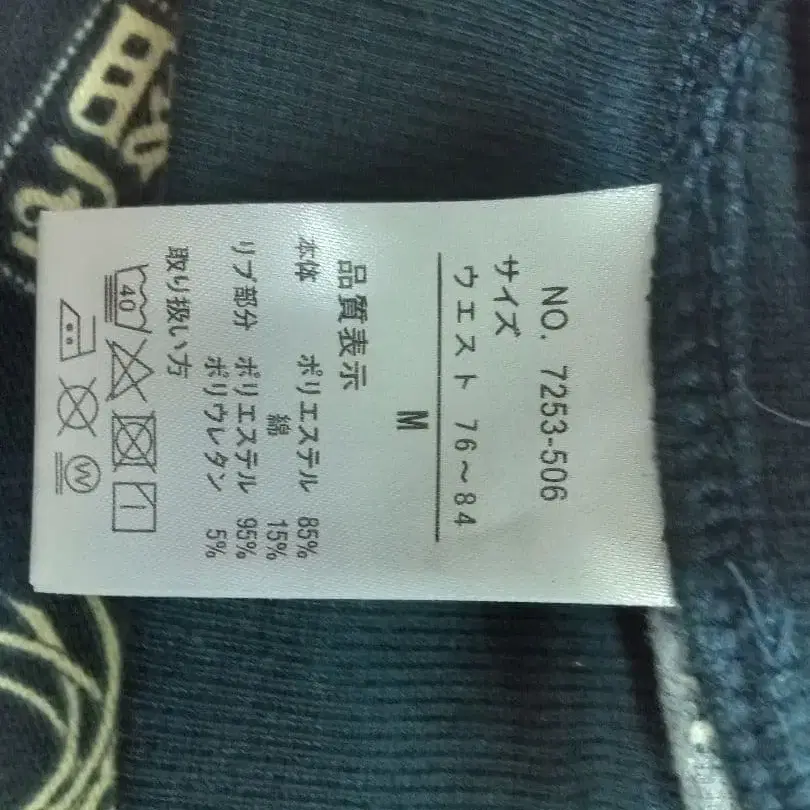 NO. 7253-506
サイズ
ウエスト 76～84
M
品質表示
本体 ポリエステル 85%
綿 15%
リブ部分 ポリエステル 95%
ポリウレタン 5%
取り扱い方
40
W